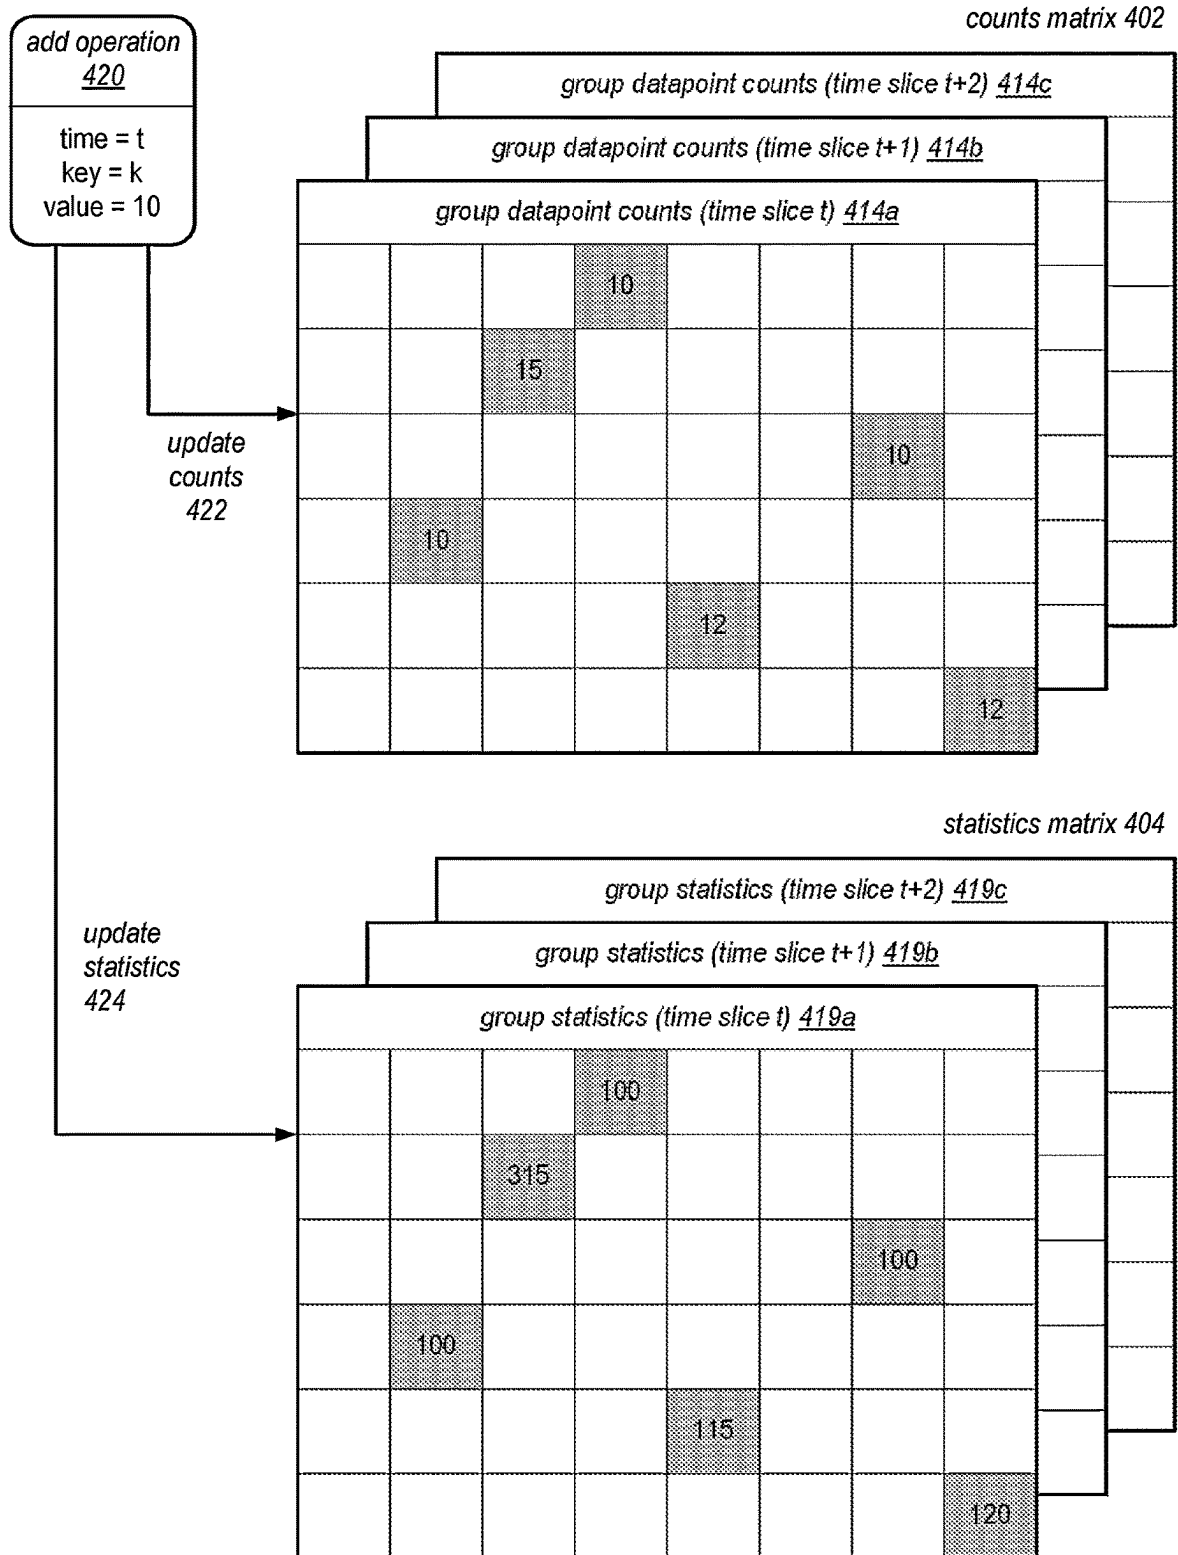 counts matrix 402
add operation
420
time = t
key = k
value = 10
group datapoint counts (time slice t+2) 414c
group datapoint counts (time slice t+1) 414b
group datapoint counts (time slice t) 414a
10
15
10
10
12
12
update
counts
422
statistics matrix 404
group statistics (time slice t+2) 419c
group statistics (time slice t+1) 419b
group statistics (time slice t) 419a
update
statistics
424
100
315
100
100
115
120